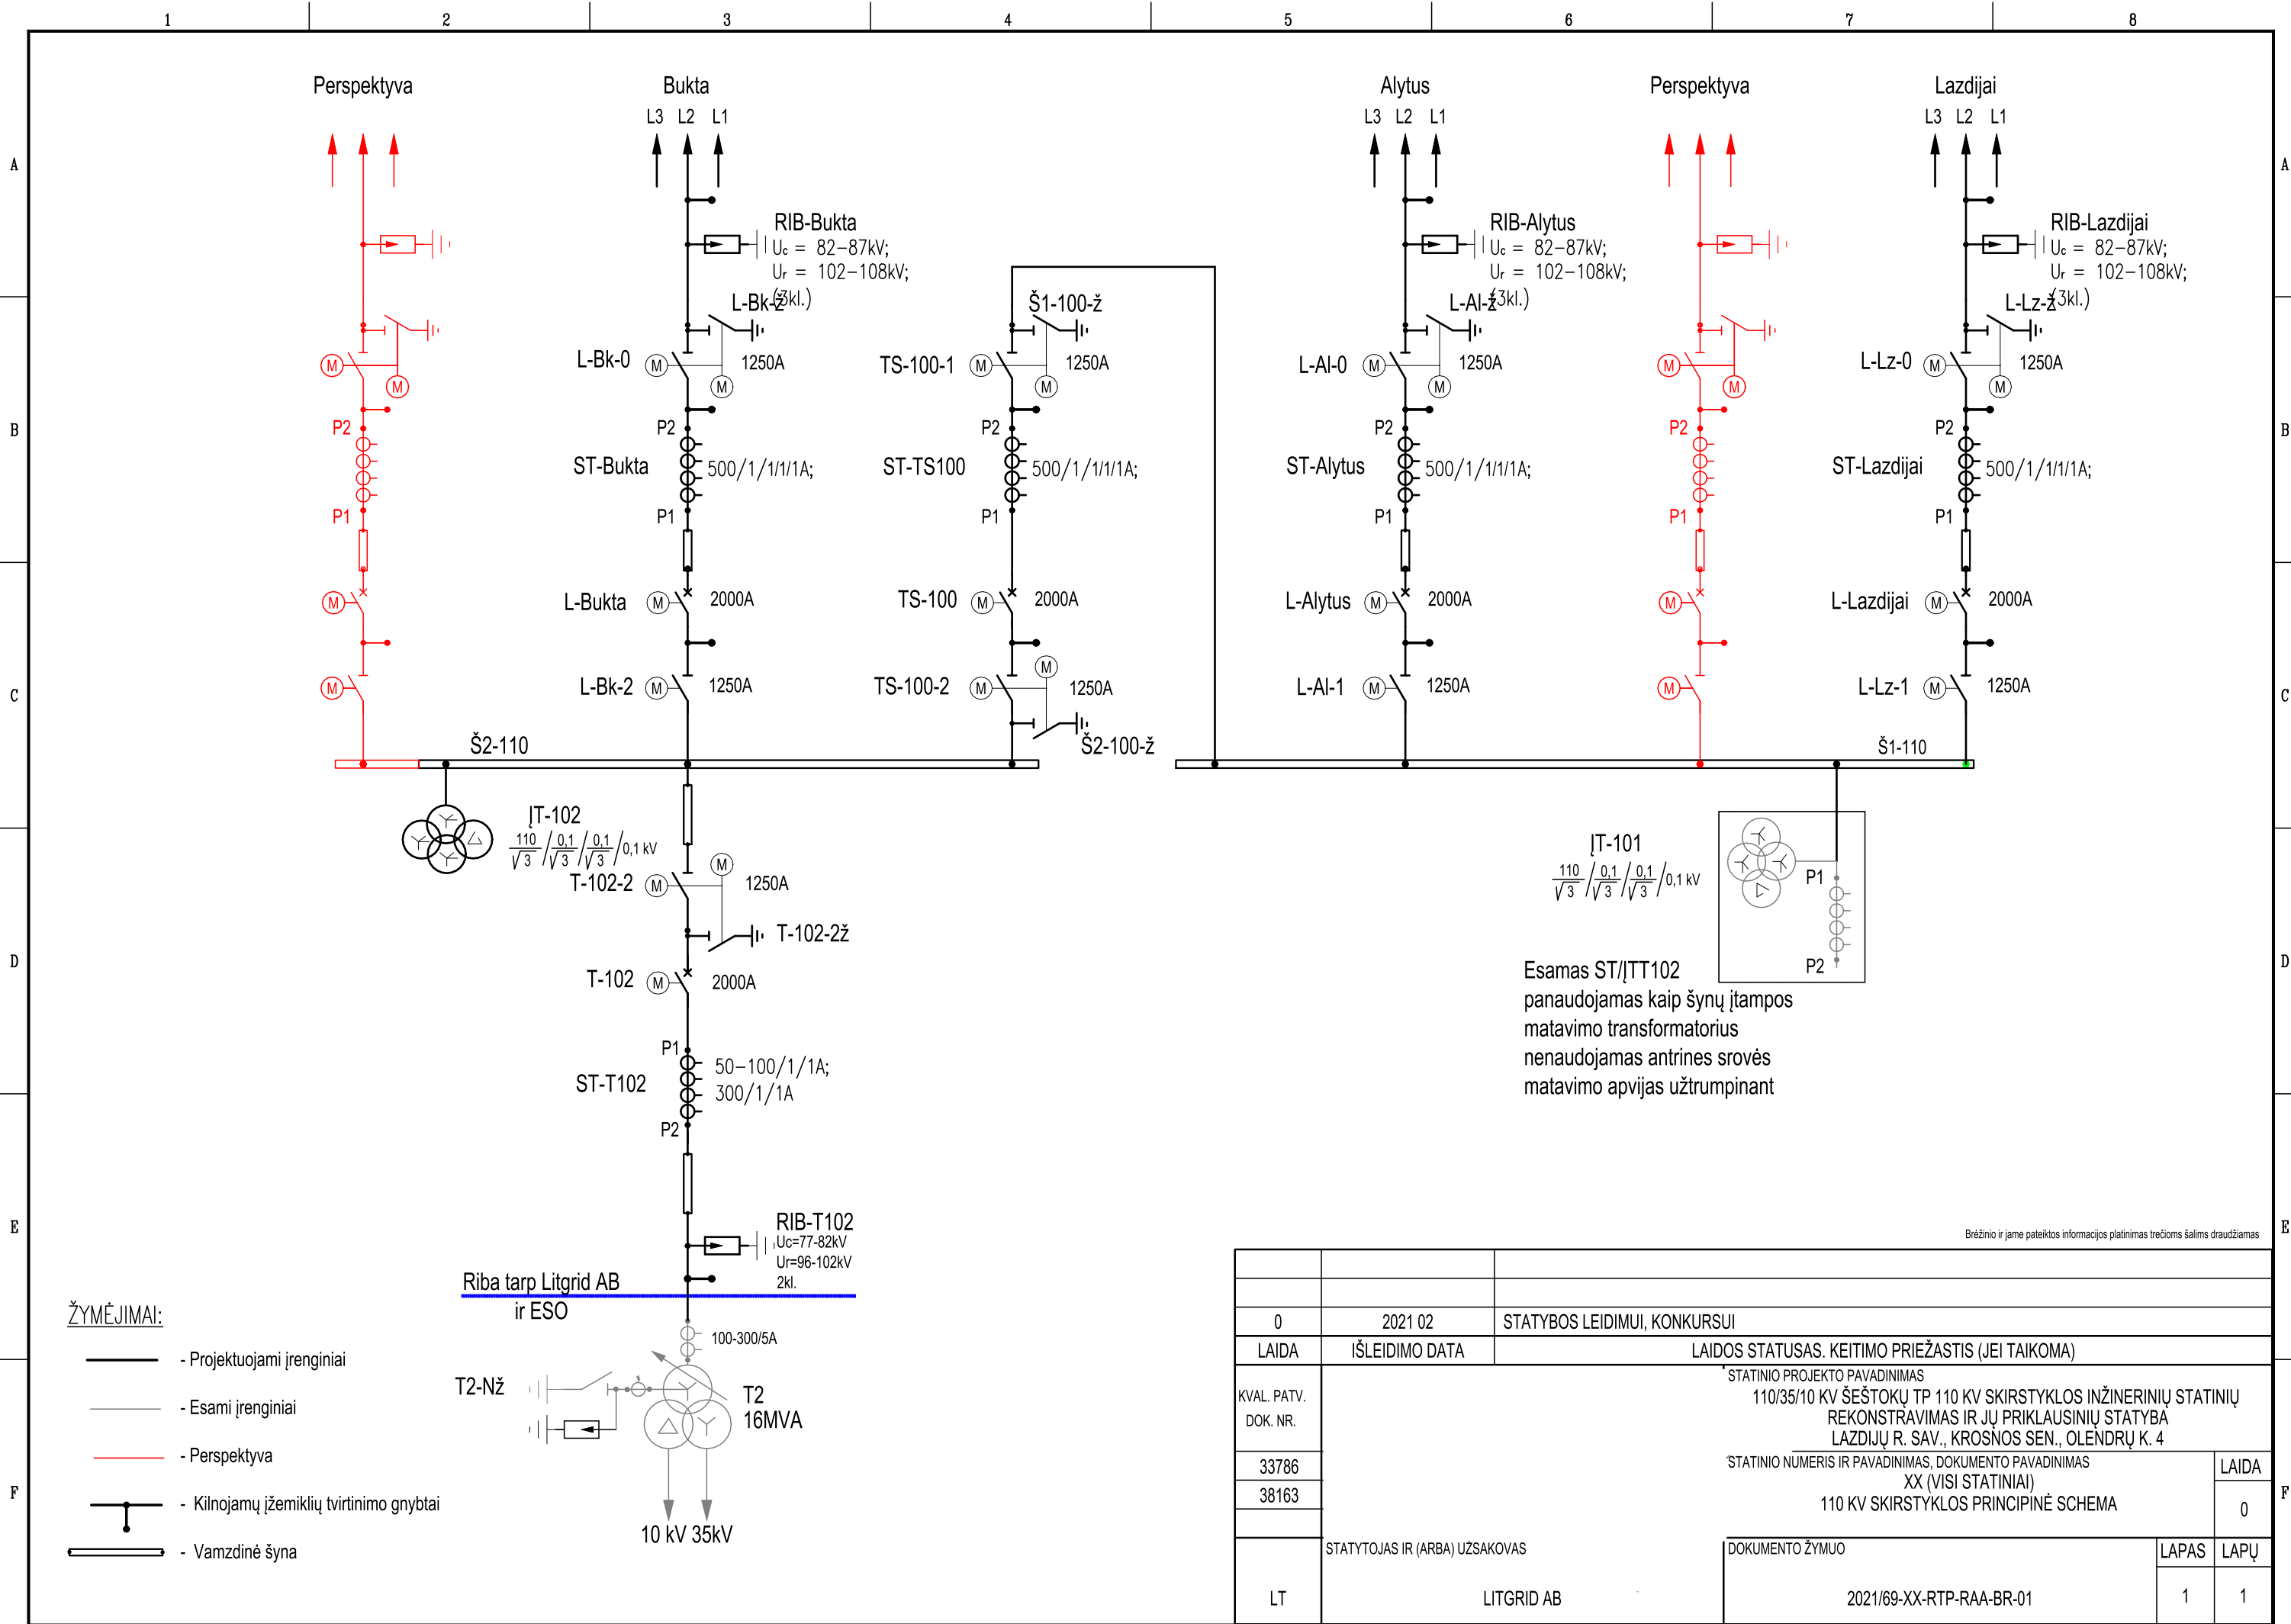 1 2 3 4 5 6 7 8
A A
B B
C C
D D
E E
F F
Perspektyva
Bukta
Alytus
Perspektyva
Lazdijai
L3 L2 L1
L3 L2 L1
L3 L2 L1
RIB-Bukta
Uc = 82-87kV;
Ur = 102-108kV;
(3kl.)
RIB-Alytus
Uc = 82-87kV;
Ur = 102-108kV;
(3kl.)
RIB-Lazdijai
Uc = 82-87kV;
Ur = 102-108kV;
(3kl.)
M
M
P2
P1
M
M
L-Bk-ž
L-Bk-0 M 1250A
M
P2
ST-Bukta 500/1/1/1/1A;
P1
L-Bukta M 2000A
L-Bk-2 M 1250A
Š1-100-ž
TS-100-1 M 1250A
M
P2
ST-TS100 500/1/1/1/1A;
P1
TS-100 M 2000A
M
TS-100-2 M 1250A
Š2-100-ž
L-Al-ž
L-Al-0 M 1250A
M
P2
ST-Alytus 500/1/1/1/1A;
P1
L-Alytus M 2000A
L-Al-1 M 1250A
M
M
P2
P1
M
M
L-Lz-ž
L-Lz-0 M 1250A
M
P2
ST-Lazdijai 500/1/1/1/1A;
P1
L-Lazdijai M 2000A
L-Lz-1 M 1250A
Š2-110
Š1-110
ĮT-102
110/√3 / 0,1/√3 / 0,1/√3 / 0,1 kV
M
T-102-2 M 1250A
T-102-2ž
T-102 M 2000A
P1
ST-T102 50-100/1/1A;
300/1/1A
P2
RIB-T102
Uc=77-82kV
Ur=96-102kV
2kl.
Riba tarp Litgrid AB
ir ESO
100-300/5A
T2-Nž
T2
16MVA
10 kV 35kV
ĮT-101
110/√3 / 0,1/√3 / 0,1/√3 / 0,1 kV
P1
P2
Esamas ST/ĮTT102
panaudojamas kaip šynų įtampos
matavimo transformatorius
nenaudojamas antrines srovės
matavimo apvijas užtrumpinant
ŽYMĖJIMAI:
- Projektuojami įrenginiai
- Esami įrenginiai
- Perspektyva
- Kilnojamų įžemiklių tvirtinimo gnybtai
- Vamzdinė šyna
Brėžinio ir jame pateiktos informacijos platinimas trečioms šalims draudžiamas
0 2021 02 STATYBOS LEIDIMUI, KONKURSUI
LAIDA IŠLEIDIMO DATA LAIDOS STATUSAS. KEITIMO PRIEŽASTIS (JEI TAIKOMA)
KVAL. PATV.
DOK. NR.
STATINIO PROJEKTO PAVADINIMAS
110/35/10 KV ŠEŠTOKŲ TP 110 KV SKIRSTYKLOS INŽINERINIŲ STATINIŲ
REKONSTRAVIMAS IR JŲ PRIKLAUSINIŲ STATYBA
LAZDIJŲ R. SAV., KROSNOS SEN., OLENDRŲ K. 4
33786
38163
STATINIO NUMERIS IR PAVADINIMAS, DOKUMENTO PAVADINIMAS
XX (VISI STATINIAI)
110 KV SKIRSTYKLOS PRINCIPINĖ SCHEMA
LAIDA
0
STATYTOJAS IR (ARBA) UŽSAKOVAS
DOKUMENTO ŽYMUO
LAPAS LAPŲ
LT LITGRID AB 2021/69-XX-RTP-RAA-BR-01 1 1